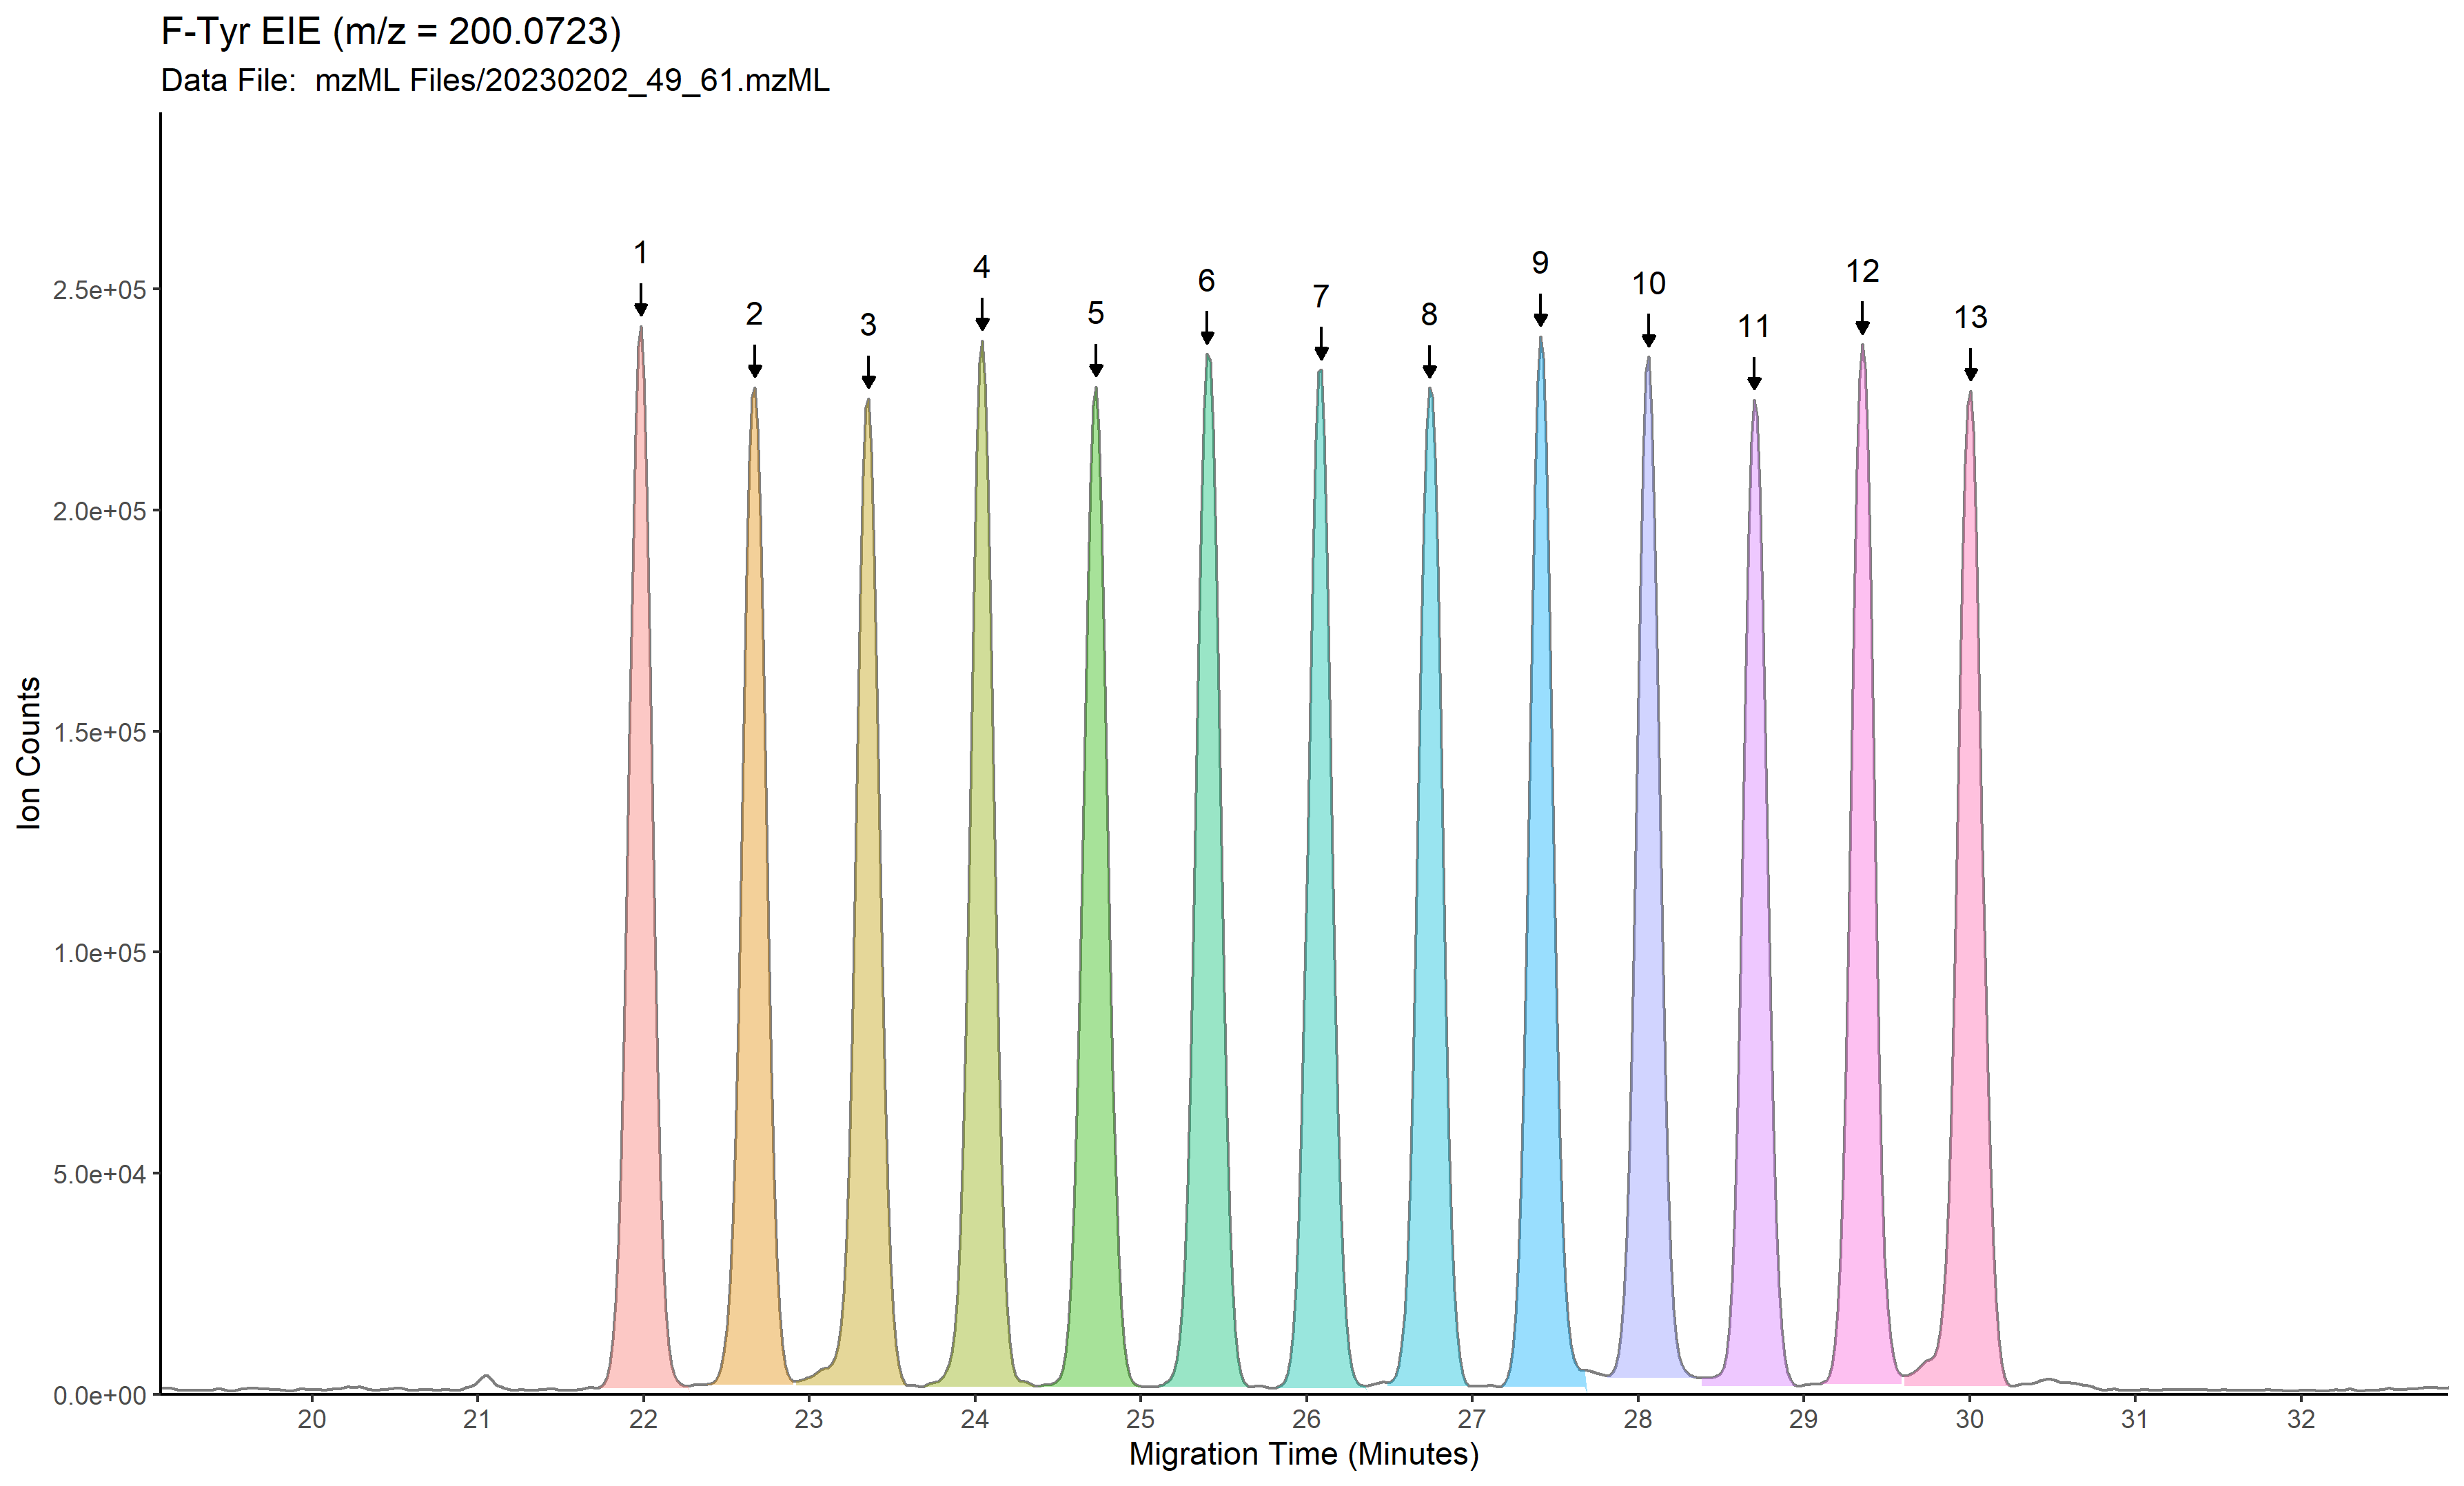 F-Tyr EIE (m/z = 200.0723)
Data File:  mzML Files/20230202_49_61.mzML
1
2
3
4
5
6
7
8
9
10
11
12
13
2.5e+05
2.0e+05
1.5e+05
1.0e+05
5.0e+04
0.0e+00
Ion Counts
20 21 22 23 24 25 26 27 28 29 30 31 32
Migration Time (Minutes)